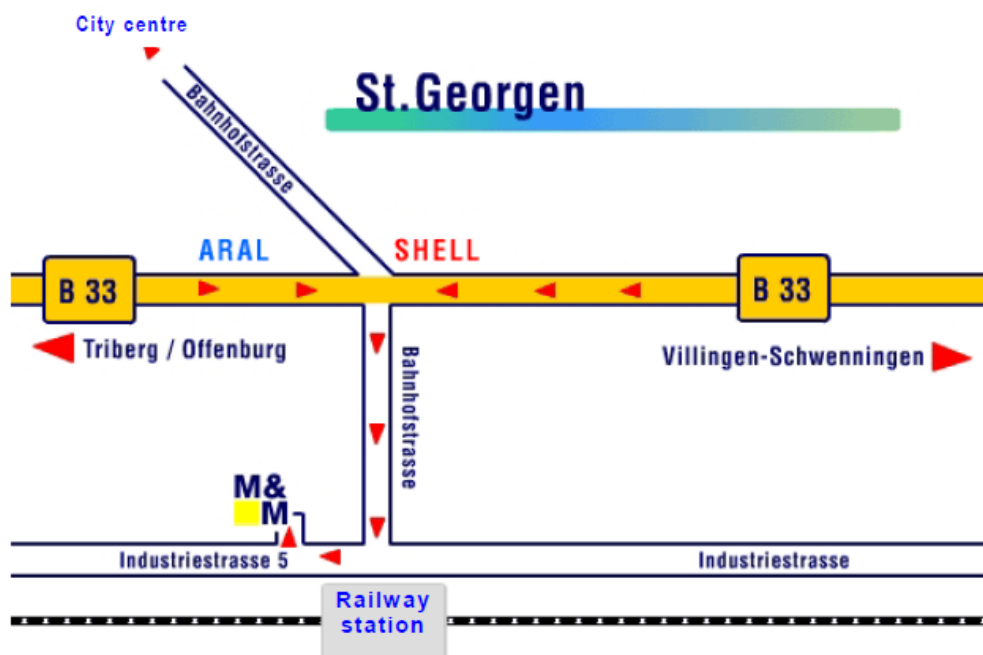 City centre
St.Georgen
Bahnhofstrasse
ARAL
SHELL
B 33
B 33
Triberg / Offenburg
Villingen-Schwenningen
Bahnhofstrasse
M&
M
Industriestrasse 5
Industriestrasse
Railway
station